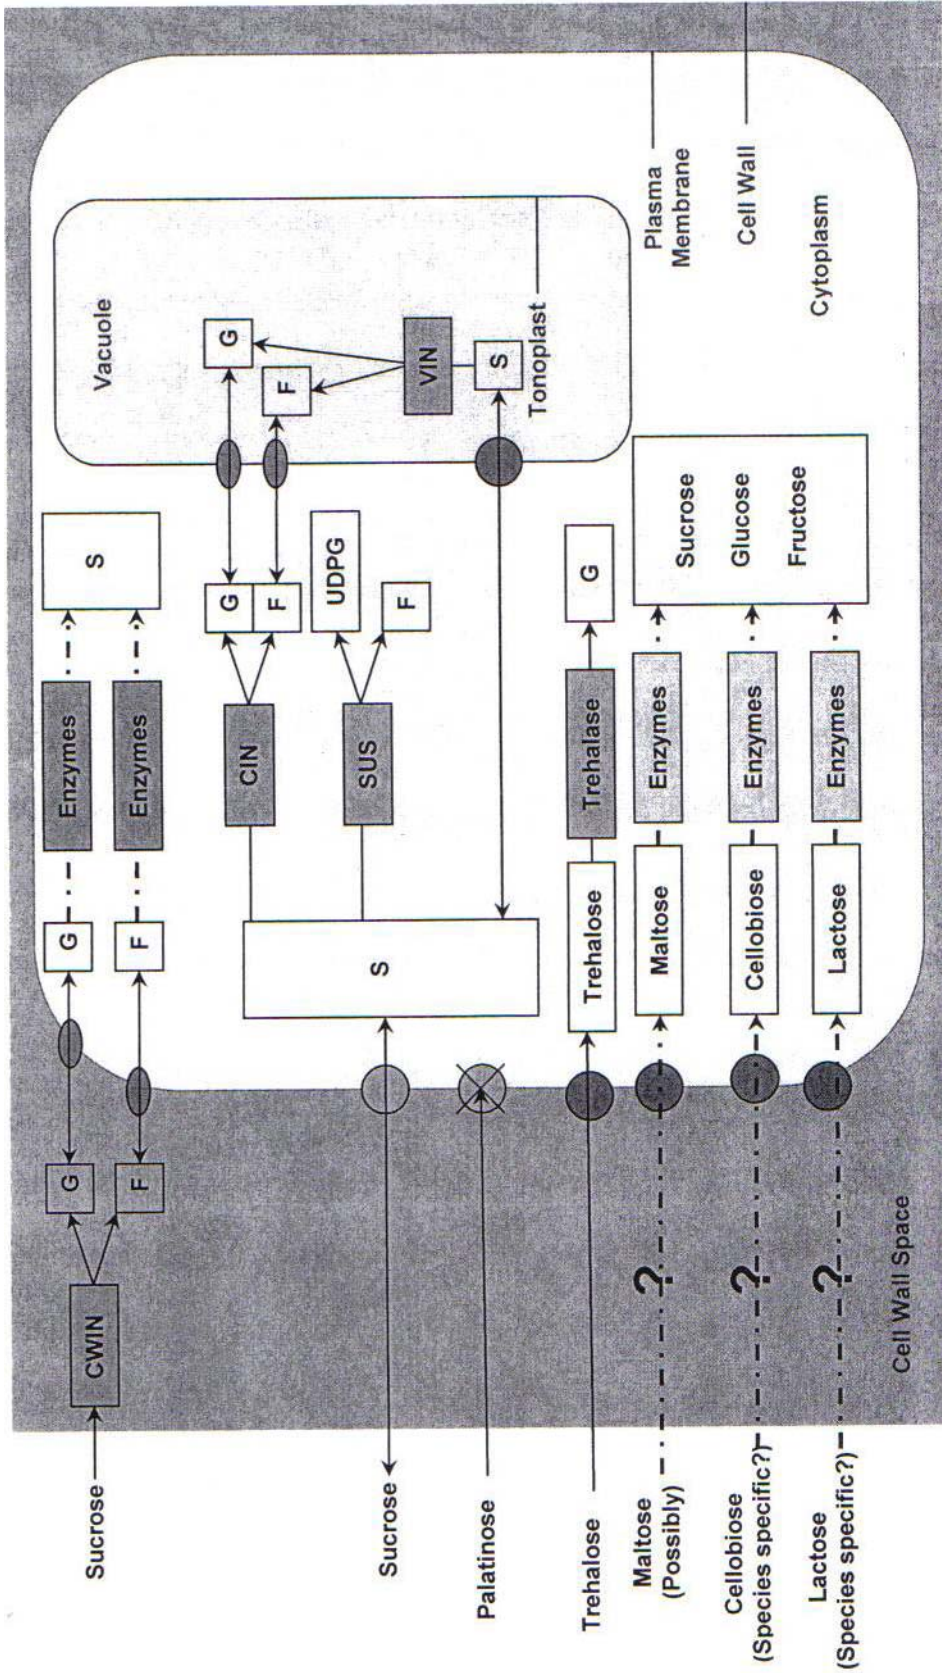 Sucrose
CWIN
G
F
G
F
Enzymes
Enzymes
S
Vacuole
Sucrose
S
CIN
G
F
SUS
UDPG
F
G
F
VIN
S
Tonoplast
Palatinose
Trehalose
Trehalose
Trehalase
G
Maltose
(Possibly)
?
Maltose
Enzymes
Cellobiose
(Species specific?)
?
Cellobiose
Enzymes
Lactose
(Species specific?)
?
Lactose
Enzymes
Sucrose
Glucose
Fructose
Plasma
Membrane
Cell Wall
Cytoplasm
Cell Wall Space